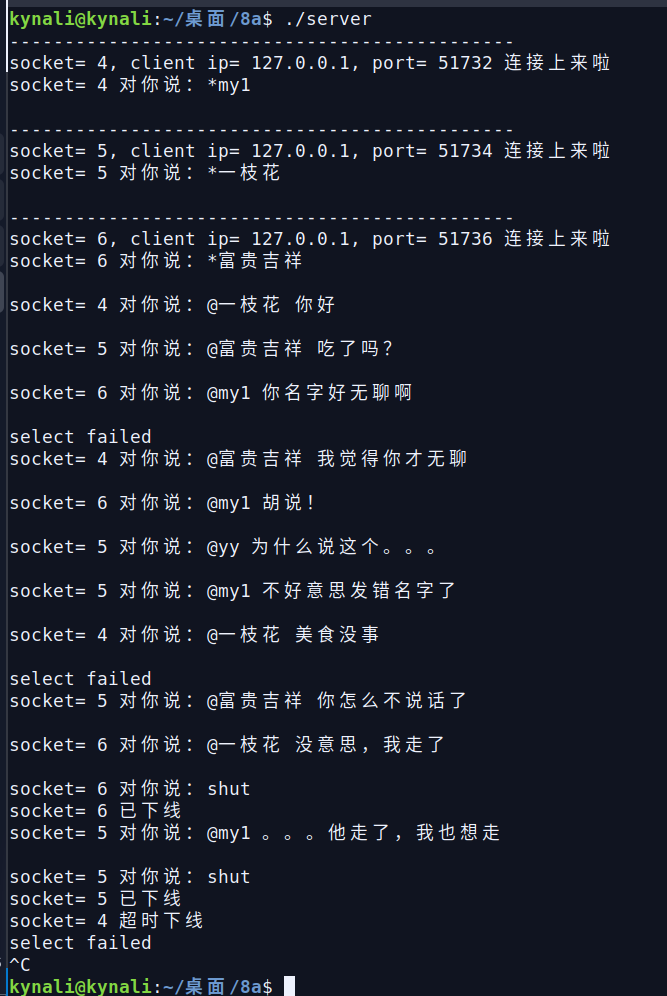 kynali@kynali:~/桌面/8a$ ./server
----------------------------------------------
socket= 4, client ip= 127.0.0.1, port= 51732 连接上来啦
socket= 4 对你说：*my1
----------------------------------------------
socket= 5, client ip= 127.0.0.1, port= 51734 连接上来啦
socket= 5 对你说：*一枝花
----------------------------------------------
socket= 6, client ip= 127.0.0.1, port= 51736 连接上来啦
socket= 6 对你说：*富贵吉祥
socket= 4 对你说：@一枝花 你好
socket= 5 对你说：@富贵吉祥 吃了吗？
socket= 6 对你说：@my1 你名字好无聊啊
select failed
socket= 4 对你说：@富贵吉祥 我觉得你才无聊
socket= 6 对你说：@my1 胡说！
socket= 5 对你说：@yy 为什么说这个。。。
socket= 5 对你说：@my1 不好意思发错名字了
socket= 4 对你说：@一枝花 美食没事
select failed
socket= 5 对你说：@富贵吉祥 你怎么不说话了
socket= 6 对你说：@一枝花 没意思，我走了
socket= 6 对你说：shut
socket= 6 已下线
socket= 5 对你说：@my1 。。。他走了，我也想走
socket= 5 对你说：shut
socket= 5 已下线
socket= 4 超时下线
select failed
^C
kynali@kynali:~/桌面/8a$